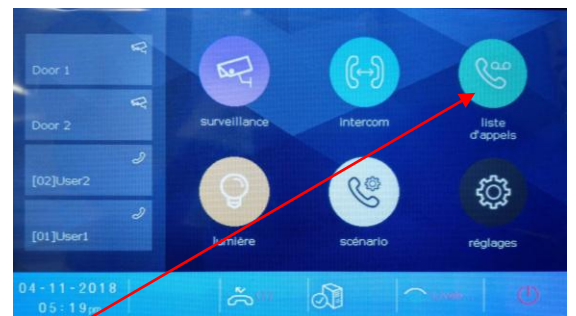 Door 1
Door 2
[02]User2
[01]User1
surveillance
intercom
liste
d'appels
lumière
scénario
réglages
04-11-2018
05:19pm